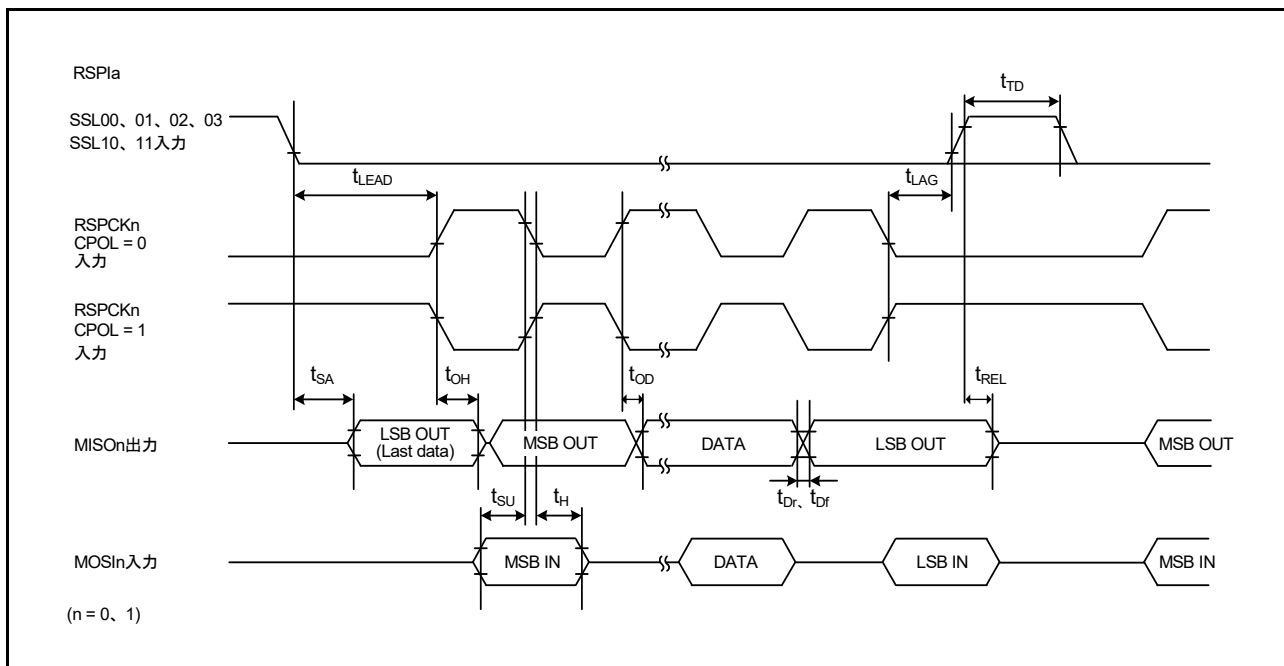 RSPIa
SSL00、01、02、03
SSL10、11入力
tTD
tLEAD
tLAG
RSPCKn
CPOL = 0
入力
RSPCKn
CPOL = 1
入力
tSA
tOH
tOD
tREL
MISOn出力
LSB OUT
(Last data)
MSB OUT
DATA
LSB OUT
MSB OUT
tSU
tH
tDr、tDf
MOSIn入力
MSB IN
DATA
LSB IN
MSB IN
(n = 0、1)